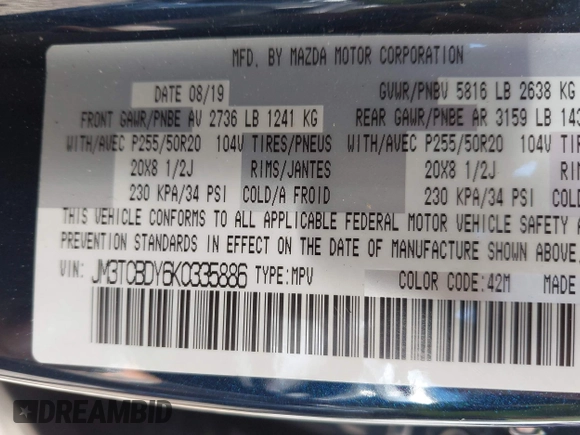 MFD. BY MAZDA MOTOR CORPORATION
DATE 08/19 GVWR/PNBV 5816 LB 2638 KG
FRONT GAWR/PNBE AV 2736 LB 1241 KG REAR GAWR/PNBE AR 3159 LB
WITH/AVEC P255/50R20 104V TIRES/PNEUS WITH/AVEC P255/50R20 104V
20X8 1/2J RIMS/JANTES 20X8 1/2J
230 KPA/34 PSI COLD/A FROID 230 KPA/34 PSI
THIS VEHICLE CONFORMS TO ALL APPLICABLE FEDERAL MOTOR VEHICLE SAFETY
PREVENTION STANDARDS IN EFFECT ON THE DATE OF MANUFACTURE SHOWN ABOVE.
VIN: JM3TCBDY6K0335886 TYPE:MPV COLOR CODE:42M MADE
DREAMBID